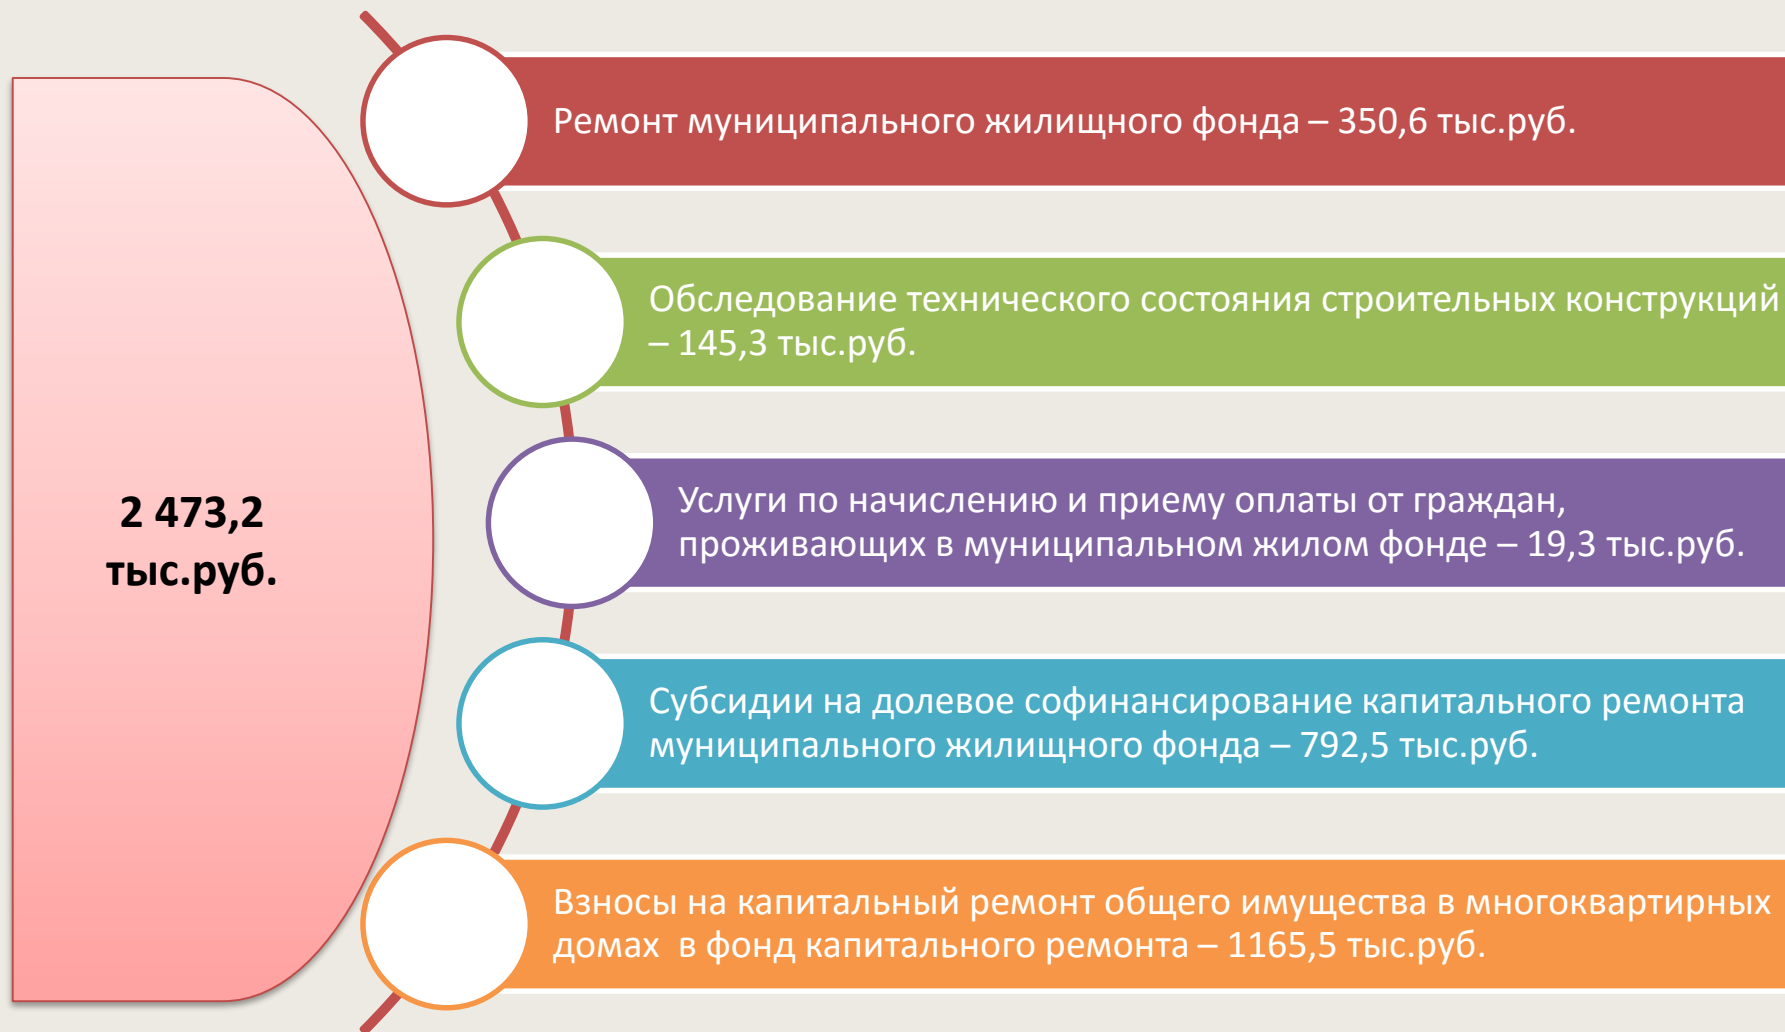 2 473,2
тыс.руб.
Ремонт муниципального жилищного фонда – 350,6 тыс.руб.
Обследование технического состояния строительных конструкций
– 145,3 тыс.руб.
Услуги по начислению и приему оплаты от граждан,
проживающих в муниципальном жилом фонде – 19,3 тыс.руб.
Субсидии на долевое софинансирование капитального ремонта
муниципального жилищного фонда – 792,5 тыс.руб.
Взносы на капитальный ремонт общего имущества в многоквартирных
домах  в фонд капитального ремонта – 1165,5 тыс.руб.